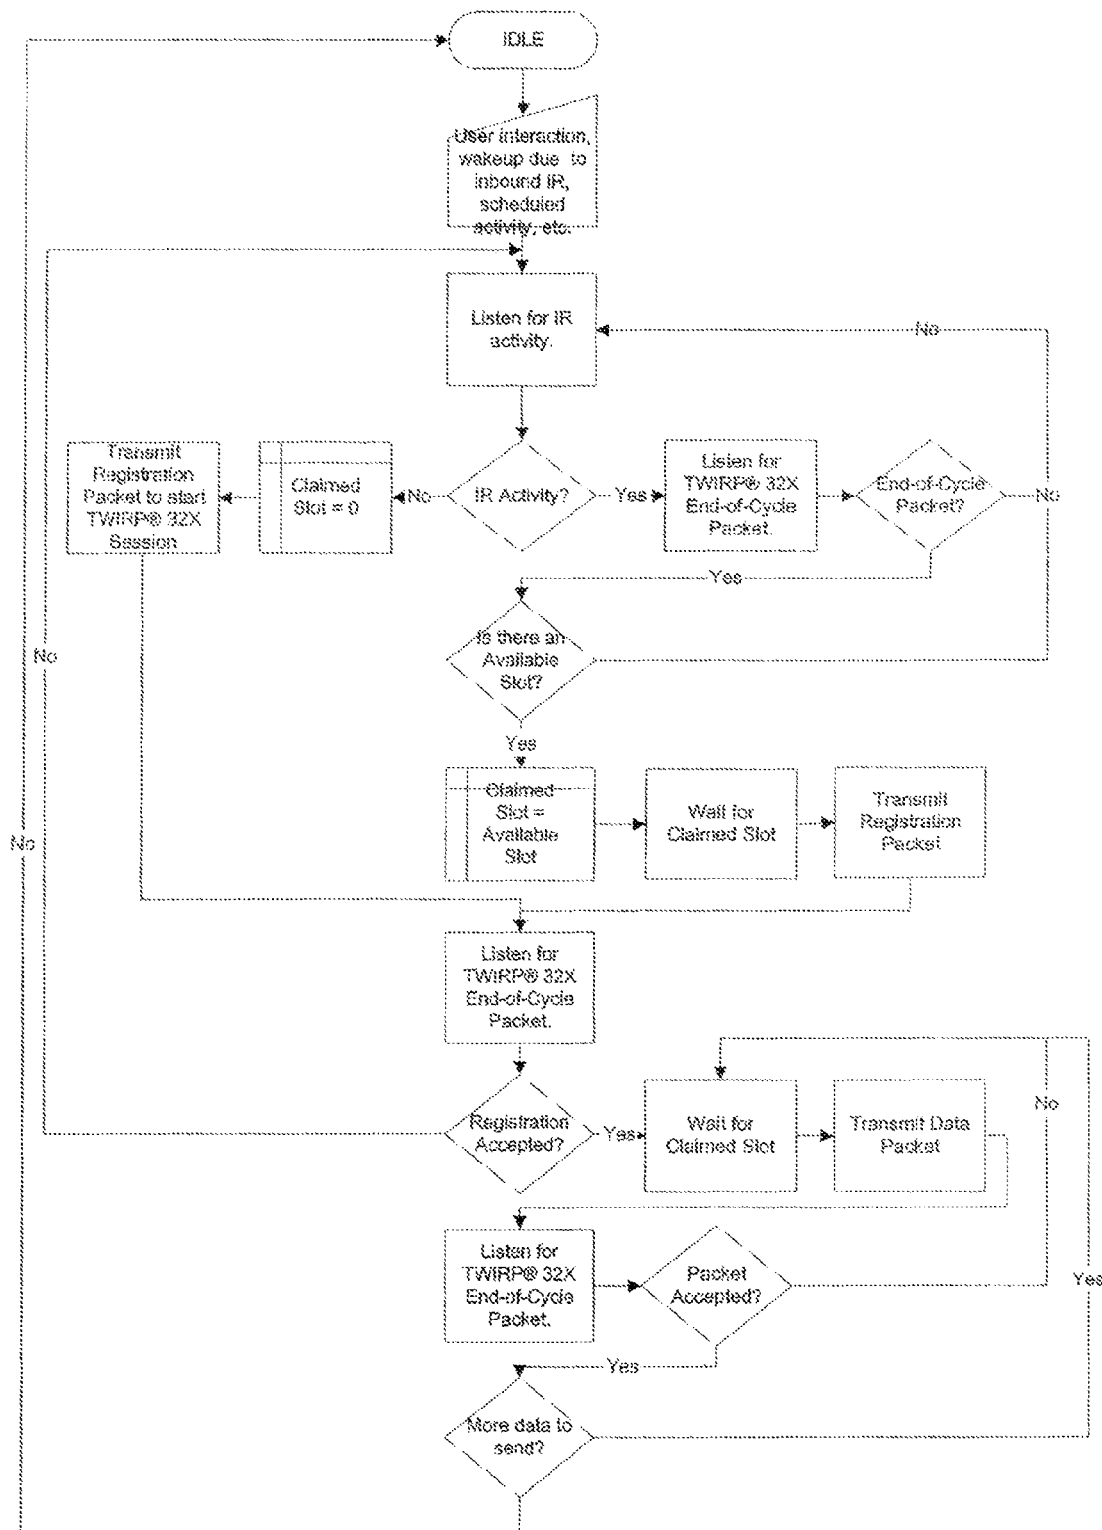 IDLE
User interaction,
wakeup due to
inbound IR,
scheduled
activity, etc.
Listen for IR
activity.
No
Transmit
Registration
Packet to start
TWIRP® 32X
Session
Claimed
Slot = 0
No
IR Activity?
Yes
Listen for
TWIRP® 32X
End-of-Cycle
Packet.
End-of-Cycle
Packet?
No
Yes
Is there an
Available
Slot?
No
Yes
Claimed
Slot =
Available
Slot
Wait for
Claimed Slot
Transmit
Registration
Packet
No
Listen for
TWIRP® 32X
End-of-Cycle
Packet.
Registration
Accepted?
Yes
Wait for
Claimed Slot
Transmit Data
Packet
No
Listen for
TWIRP® 32X
End-of-Cycle
Packet.
Packet
Accepted?
Yes
Yes
More data to
send?